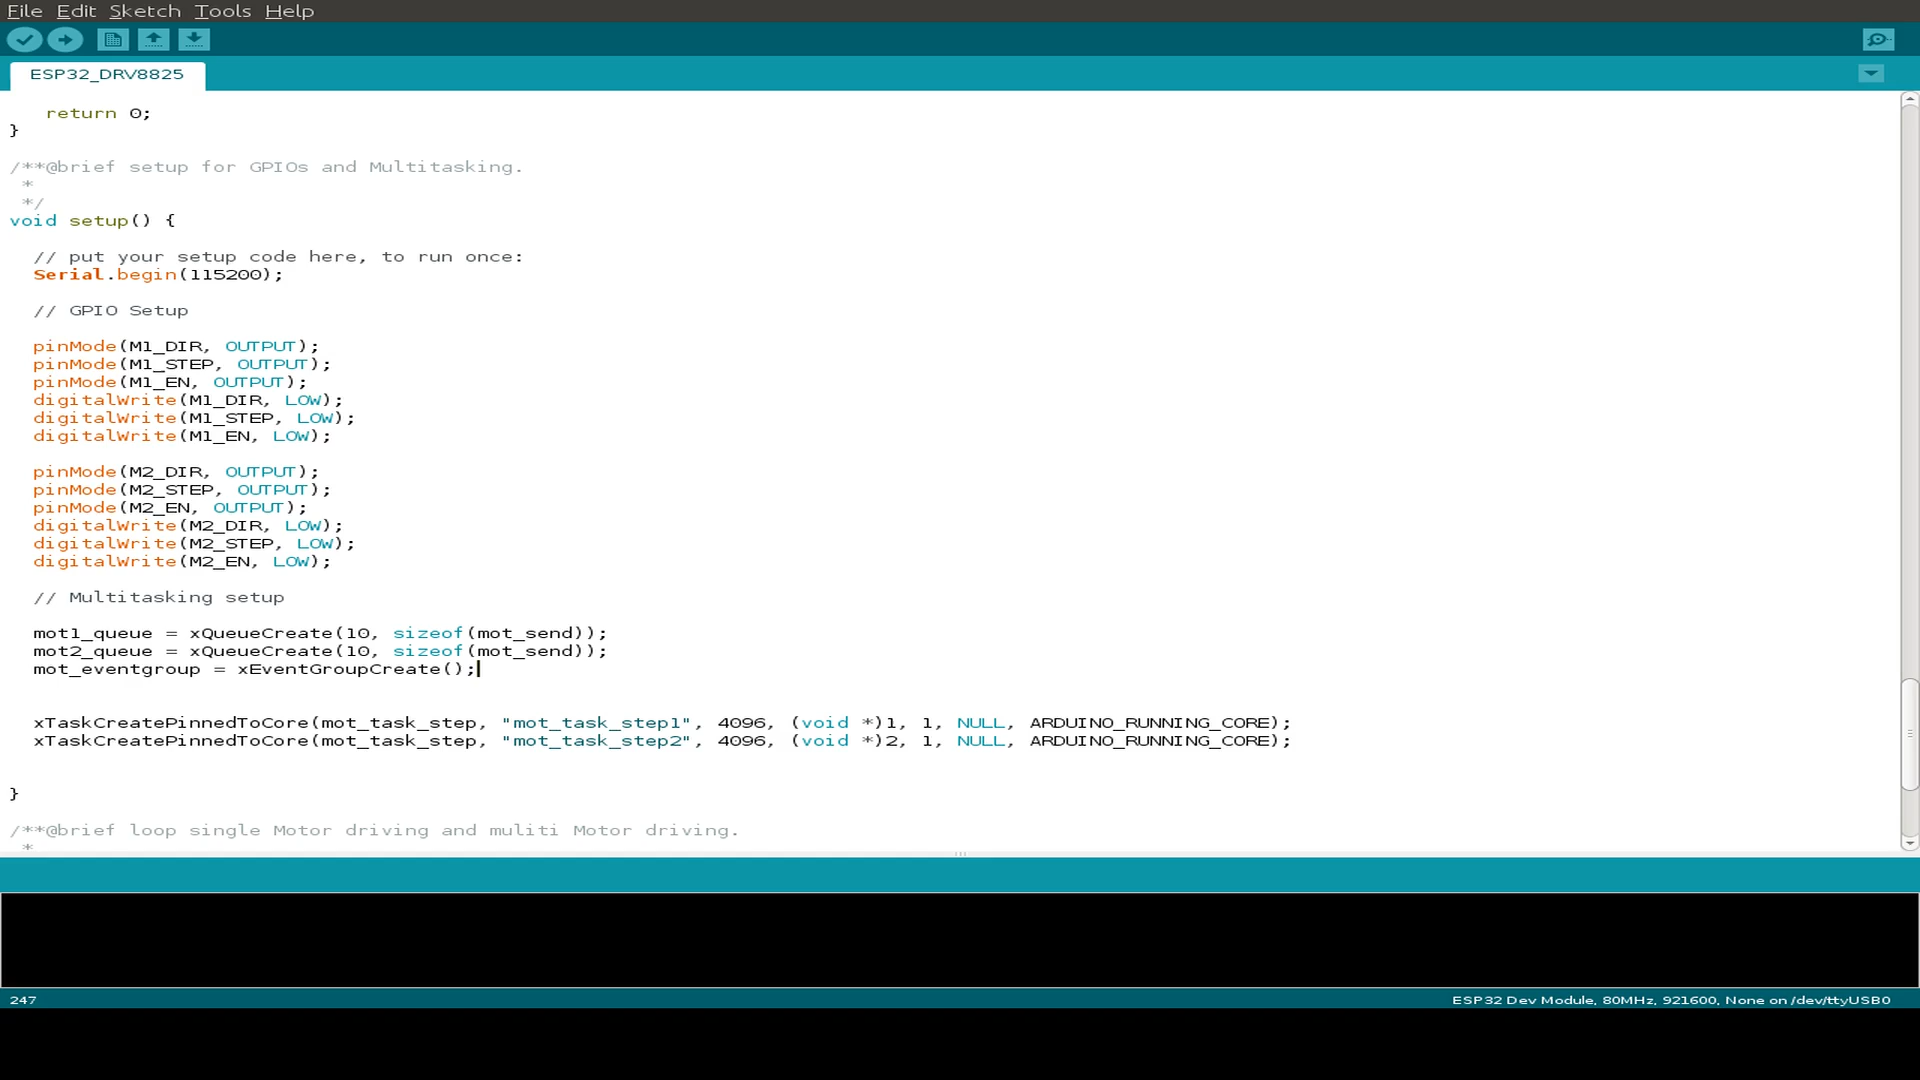 File Edit Sketch Tools Help
ESP32_DRV8825
return 0;
}
/**@brief setup for GPIOs and Multitasking.
*
*/
void setup() {
// put your setup code here, to run once:
Serial.begin(115200);
// GPIO Setup
pinMode(M1_DIR, OUTPUT);
pinMode(M1_STEP, OUTPUT);
pinMode(M1_EN, OUTPUT);
digitalWrite(M1_DIR, LOW);
digitalWrite(M1_STEP, LOW);
digitalWrite(M1_EN, LOW);
pinMode(M2_DIR, OUTPUT);
pinMode(M2_STEP, OUTPUT);
pinMode(M2_EN, OUTPUT);
digitalWrite(M2_DIR, LOW);
digitalWrite(M2_STEP, LOW);
digitalWrite(M2_EN, LOW);
// Multitasking setup
mot1_queue = xQueueCreate(10, sizeof(mot_send));
mot2_queue = xQueueCreate(10, sizeof(mot_send));
mot_eventgroup = xEventGroupCreate();
xTaskCreatePinnedToCore(mot_task_step, "mot_task_step1", 4096, (void *)1, 1, NULL, ARDUINO_RUNNING_CORE);
xTaskCreatePinnedToCore(mot_task_step, "mot_task_step2", 4096, (void *)2, 1, NULL, ARDUINO_RUNNING_CORE);
}
/**@brief loop single Motor driving and muliti Motor driving.
*
247
ESP32 Dev Module, 80MHz, 921600, None on /dev/ttyUSB0